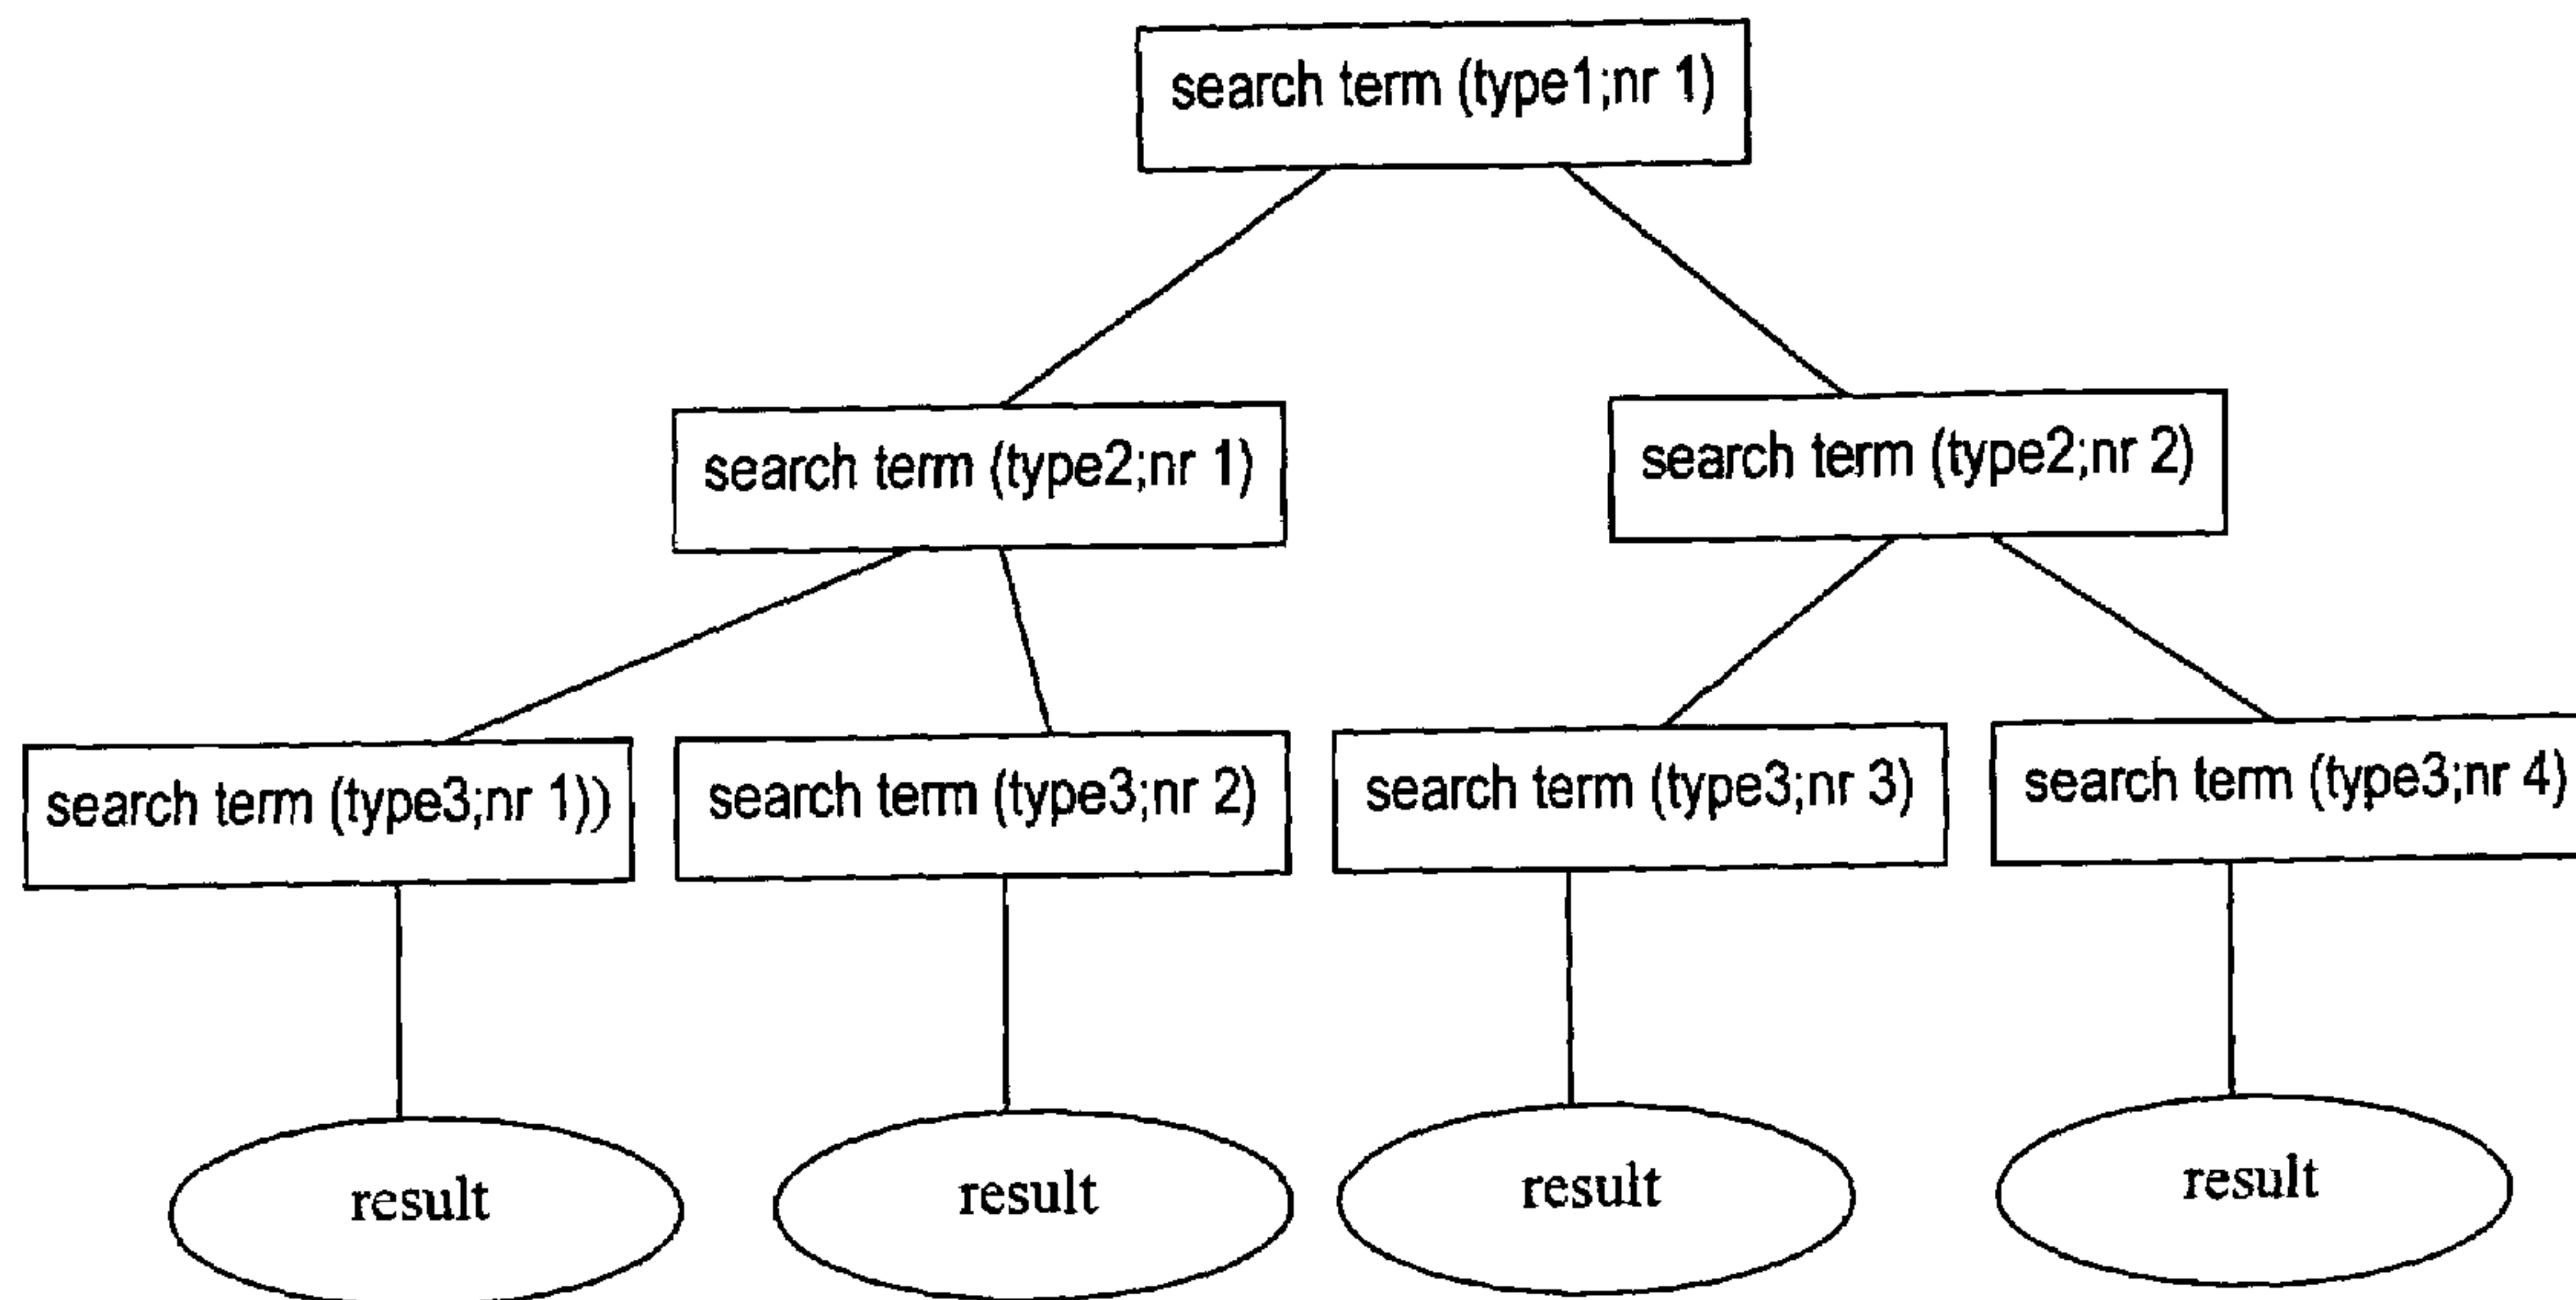 search term (type1;nr 1)
search term (type2;nr 1)
search term (type2;nr 2)
search term (type3;nr 1))
search term (type3;nr 2)
search term (type3;nr 3)
search term (type3;nr 4)
result
result
result
result